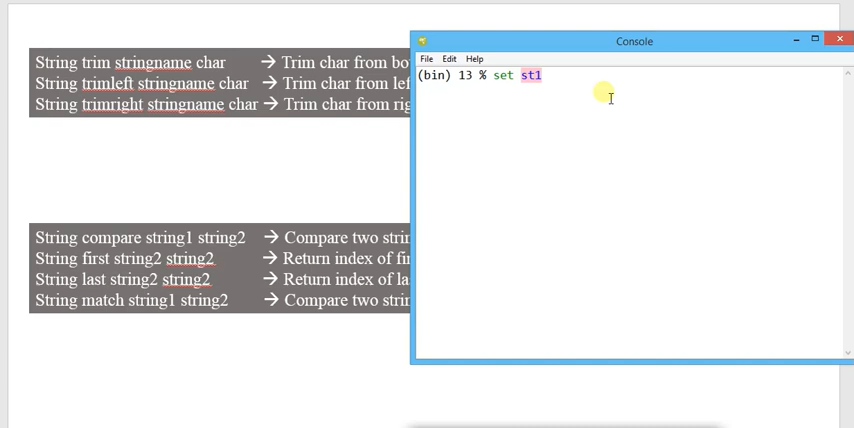 String trim stringname char → Trim char from bo
String trimleft stringname char → Trim char from lef
String trimright stringname char → Trim char from rig
String compare string1 string2 → Compare two strin
String first string2 string2 → Return index of fir
String last string2 string2 → Return index of la
String match string1 string2 → Compare two strin
Console
File Edit Help
(bin) 13 % set st1